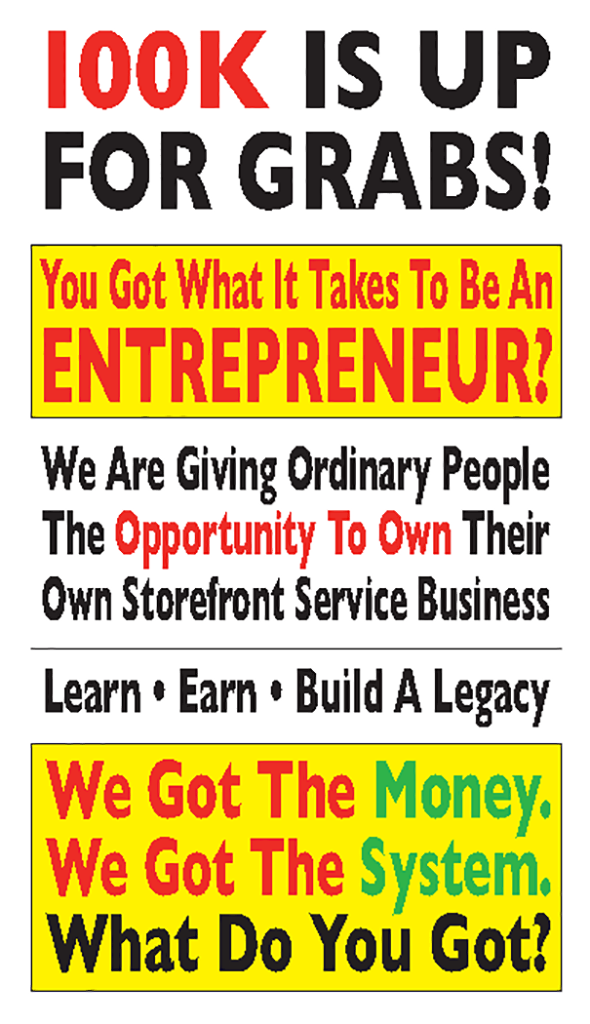 100K IS UP
FOR GRABS!
You Got What It Takes To Be An
ENTREPRENEUR?
We Are Giving Ordinary People
The Opportunity To Own Their
Own Storefront Service Business
Learn • Earn • Build A Legacy
We Got The Money.
We Got The System.
What Do You Got?